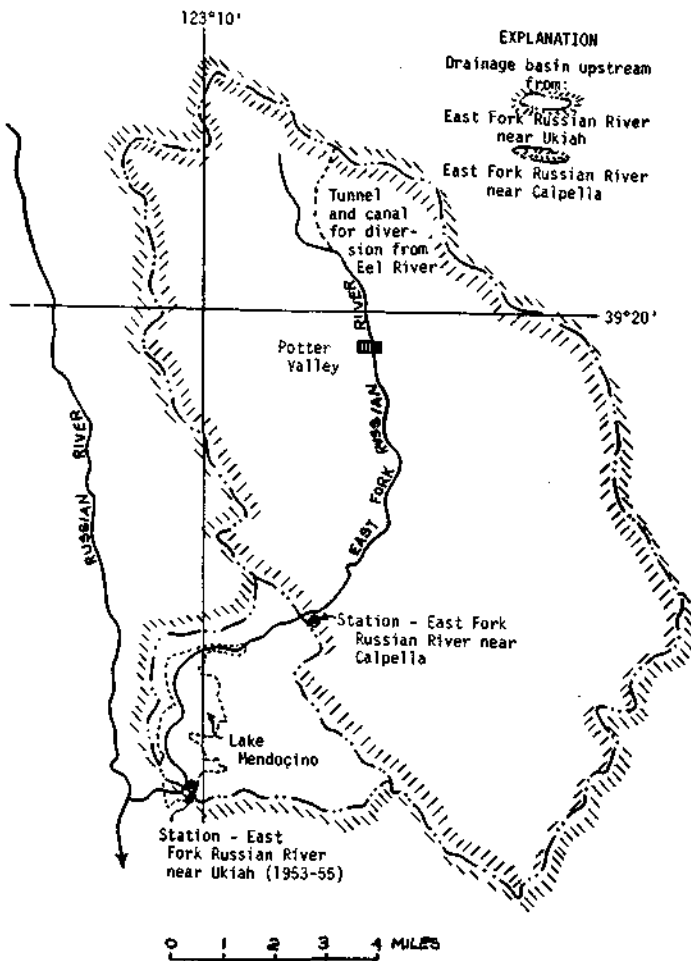 123°10'
EXPLANATION
Drainage basin upstream
from:
East Fork Russian River
near Ukiah
East Fork Russian River
near Calpella
Tunnel
and canal
for diver-
sion from
Eel River
39°20'
Potter
Valley
RUSSIAN RIVER
EAST FORK RUSSIAN RIVER
Station - East Fork
Russian River near
Calpella
Lake
Mendocino
Station - East
Fork Russian River
near Ukiah (1953-55)
0 1 2 3 4 MILES